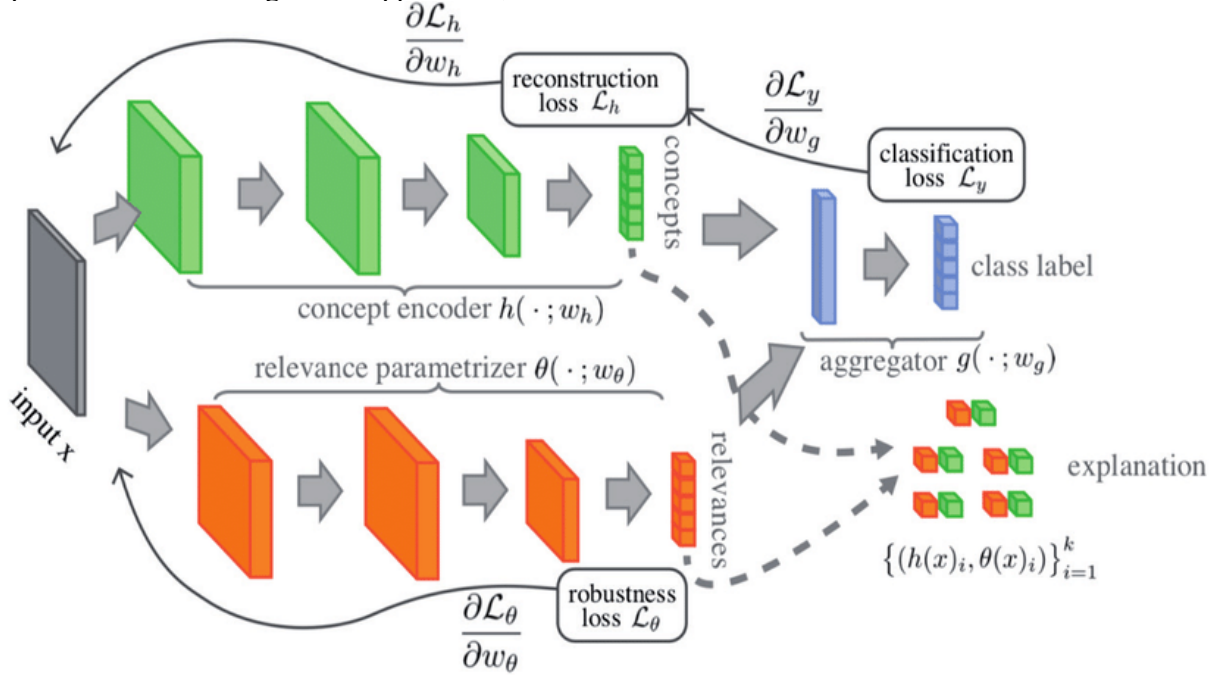 ∂ℒ_h
∂w_h
reconstruction
loss ℒ_h
∂ℒ_y
∂w_g
classification
loss ℒ_y
concepts
class label
concept encoder h( · ; w_h)
aggregator g( · ; w_g)
relevance parametrizer θ( · ; w_θ)
input x
relevances
explanation
{(h(x)_i, θ(x)_i)}_{i=1}^k
robustness
loss ℒ_θ
∂ℒ_θ
∂w_θ